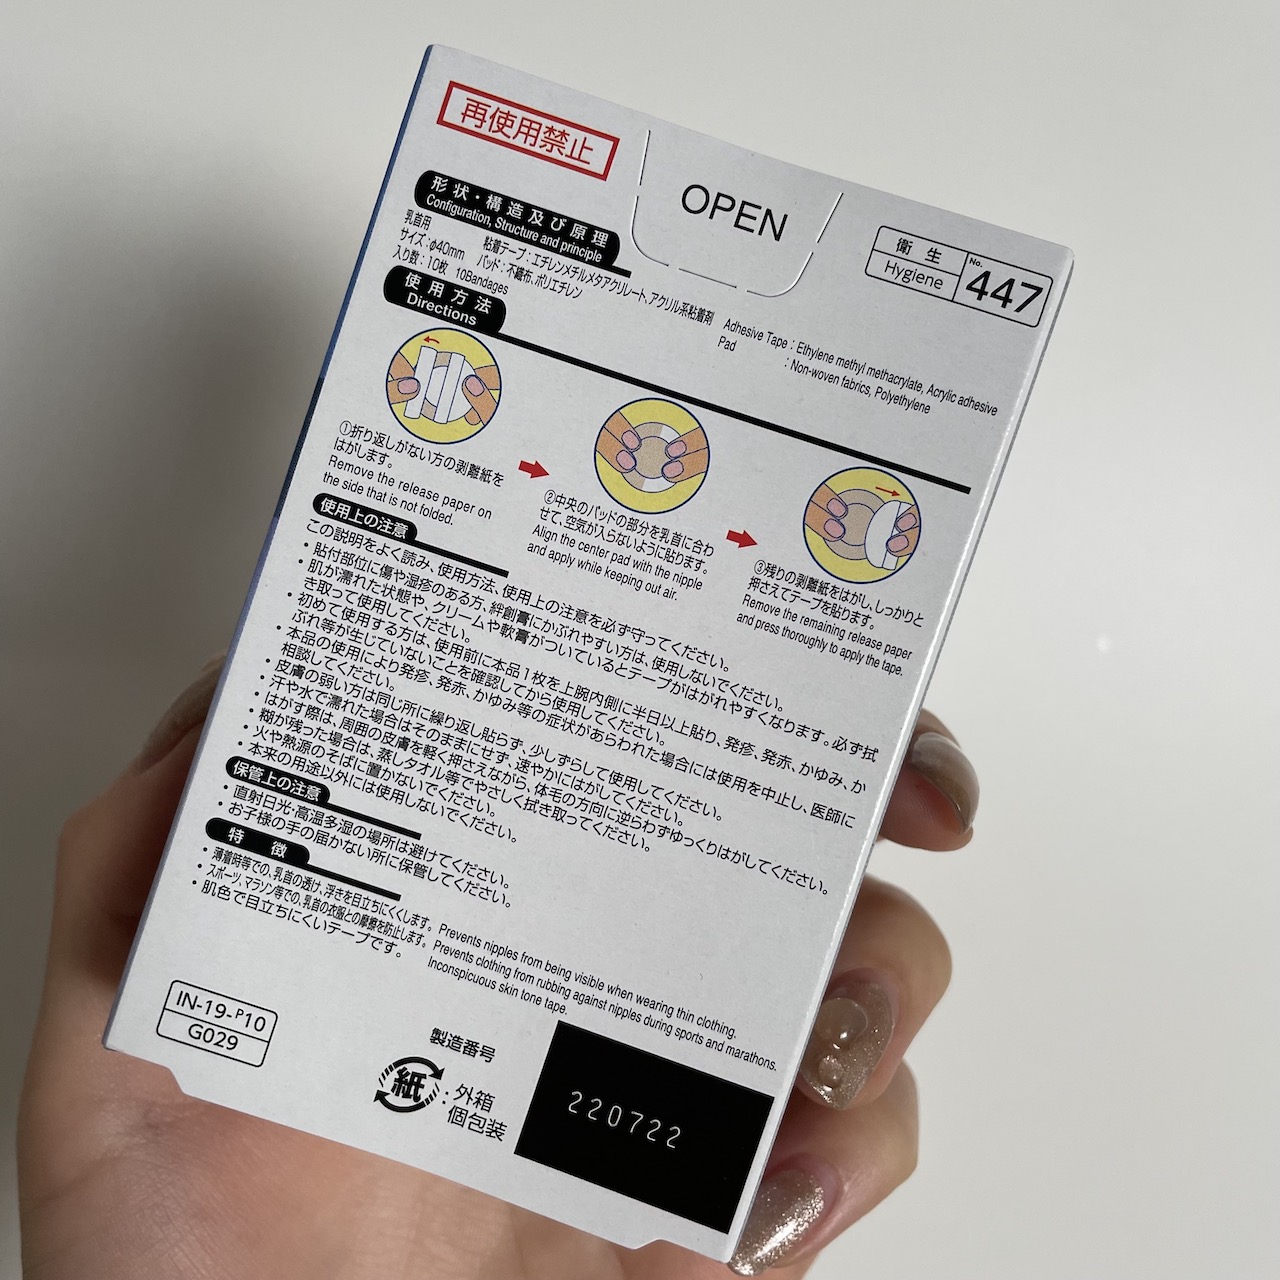 再使用禁止
OPEN
衛生
Hygiene
No.
447
形状・構造及び原理
Configuration, Structure and principle
乳首用
サイズ：φ40mm
入り数：10枚 10Bandages
粘着テープ：エチレンメチルメタアクリレート、アクリル系粘着剤
パッド：不織布、ポリエチレン
Adhesive Tape : Ethylene methyl methacrylate, Acrylic adhesive
Pad : Non-woven fabrics, Polyethylene
使用方法
Directions
①折り返しがない方の剥離紙を
はがします。
Remove the release paper on
the side that is not folded.
②中央のパッドの部分を乳首に合わ
せて、空気が入らないように貼ります。
Align the center pad with the nipple
and apply while keeping out air.
③残りの剥離紙をはがし、しっかりと
押さえてテープを貼ります。
Remove the remaining release paper
and press thoroughly to apply the tape.
使用上の注意
この説明をよく読み、使用方法、使用上の注意を必ず守ってください。
・貼付部位に傷や湿疹のある方、絆創膏にかぶれやすい方は、使用しないでください。
・肌が濡れた状態や、クリームや軟膏がついているとテープがはがれやすくなります。必ず拭
き取って使用してください。
・初めて使用する方は、使用前に本品1枚を上腕内側に半日以上貼り、発疹、発赤、かゆみ、か
ぶれ等が生じていないことを確認してから使用してください。
・本品の使用により発疹、発赤、かゆみ等の症状があらわれた場合には使用を中止し、医師に
相談してください。
・皮膚の弱い方は同じ所に繰り返し貼らず、少しずらして使用してください。
・汗や水で濡れた場合はそのままにせず、速やかにはがしてください。
・はがす際は、周囲の皮膚を軽く押さえながら、体毛の方向に逆らわずゆっくりはがしてください。
・糊が残った場合は、蒸しタオル等でやさしく拭き取ってください。
・火や熱源のそばに置かないでください。
・本来の用途以外には使用しないでください。
保管上の注意
・直射日光・高温多湿の場所は避けてください。
・お子様の手の届かない所に保管してください。
特徴
・薄着時等での、乳首の透け、浮きを目立ちにくくします。 Prevents nipples from being visible when wearing thin clothing.
・スポーツ、マラソン等での、乳首の衣服との摩擦を防止します。 Prevents clothing from rubbing against nipples during sports and marathons.
・肌色で目立ちにくいテープです。 Inconspicuous skin tone tape.
IN-19-P10
G029
製造番号
紙：外箱
個包装
220722